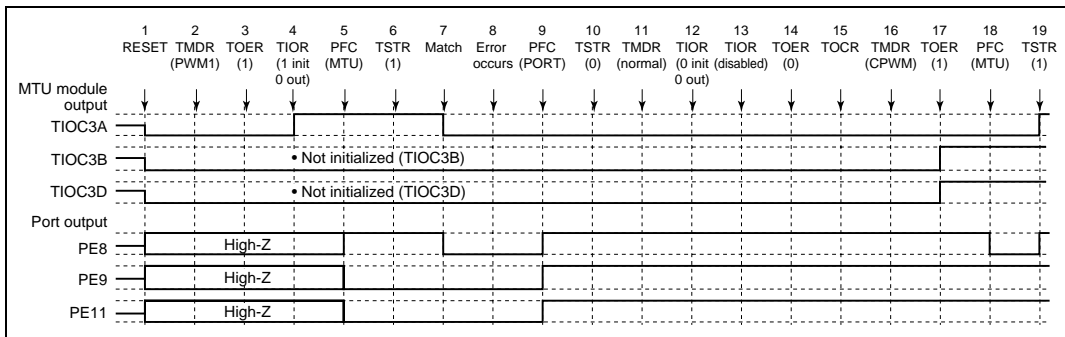 1 2 3 4 5 6 7 8 9 10 11 12 13 14 15 16 17 18 19
RESET TMDR TOER TIOR PFC TSTR Match Error PFC TSTR TMDR TIOR TIOR TOER TOCR TMDR TOER PFC TSTR
(PWM1) (1) (1 init (MTU) (1) occurs (PORT) (0) (normal) (0 init (disabled) (0) (CPWM) (1) (MTU) (1)
0 out) 0 out)
MTU module
output
TIOC3A
TIOC3B • Not initialized (TIOC3B)
TIOC3D • Not initialized (TIOC3D)
Port output
PE8 High-Z
PE9 High-Z
PE11 High-Z